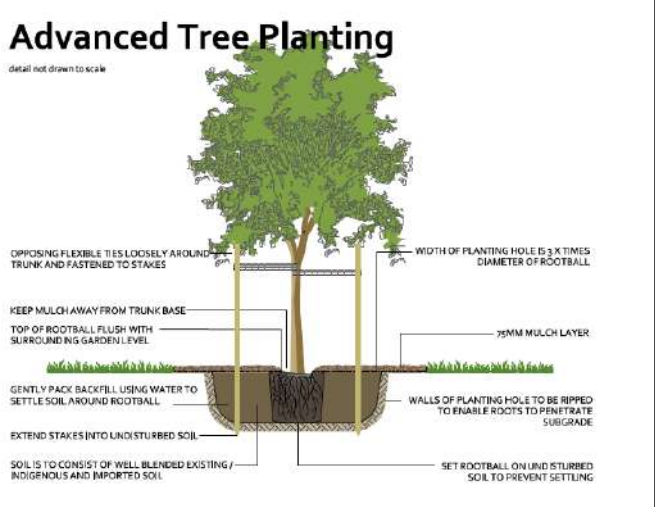 Advanced Tree Planting
detail not drawn to scale
OPPOSING FLEXIBLE TIES LOOSELY AROUND
TRUNK AND FASTENED TO STAKES
WIDTH OF PLANTING HOLE IS 3 X TIMES
DIAMETER OF ROOTBALL
KEEP MULCH AWAY FROM TRUNK BASE
TOP OF ROOTBALL FLUSH WITH
SURROUNDING GARDEN LEVEL
75MM MULCH LAYER
GENTLY PACK BACKFILL USING WATER TO
SETTLE SOIL AROUND ROOTBALL
WALLS OF PLANTING HOLE TO BE RIPPED
TO ENABLE ROOTS TO PENETRATE
SUBGRADE
EXTEND STAKES INTO UNDISTURBED SOIL
SOIL IS TO CONSIST OF WELL BLENDED EXISTING /
INDIGENOUS AND IMPORTED SOIL
SET ROOTBALL ON UNDISTURBED
SOIL TO PREVENT SETTLING